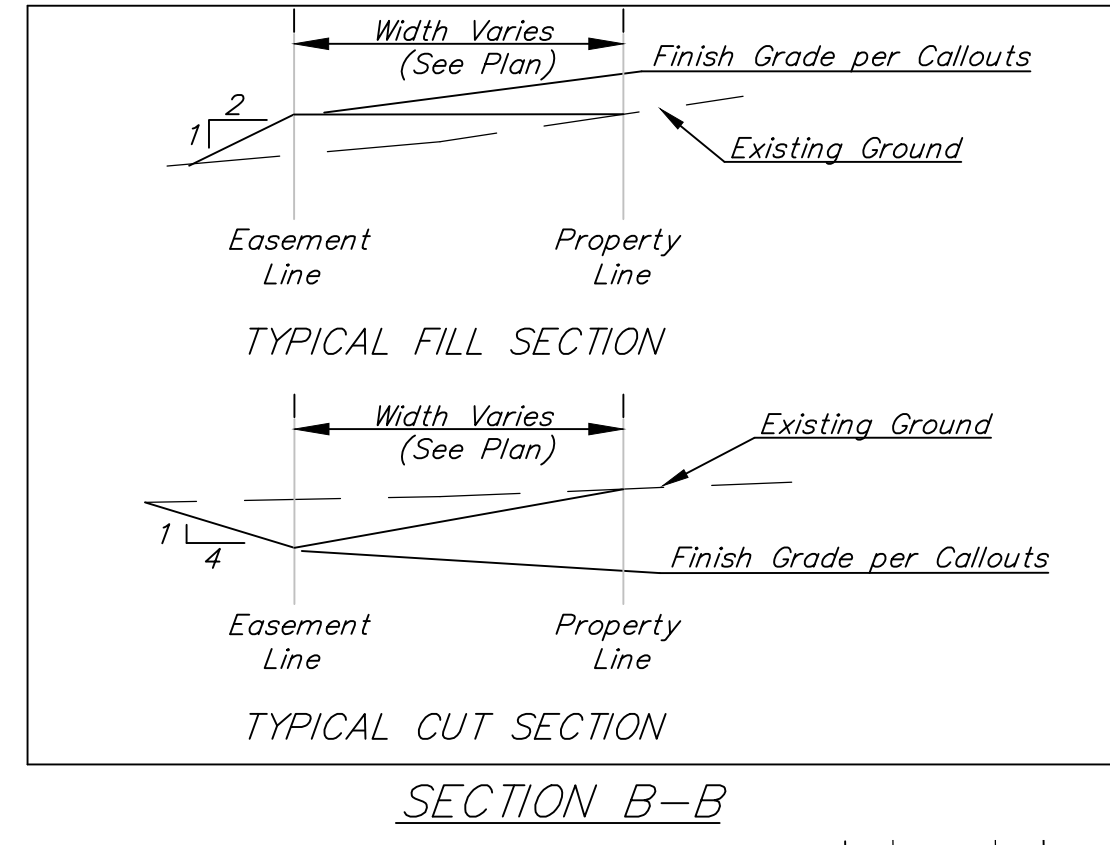 Width Varies
(See Plan)
Finish Grade per Callouts
2
1
Existing Ground
Easement
Line
Property
Line
TYPICAL FILL SECTION
Width Varies
(See Plan)
Existing Ground
1
4
Finish Grade per Callouts
Easement
Line
Property
Line
TYPICAL CUT SECTION
SECTION B-B